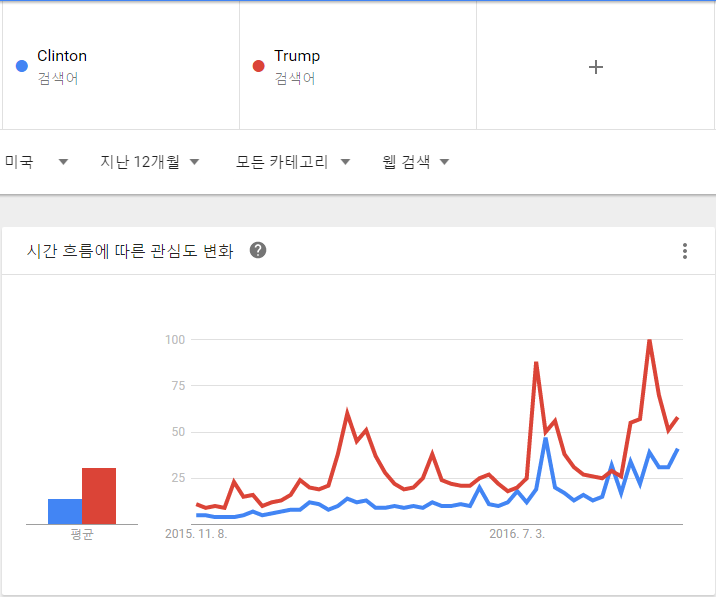 Clinton
검색어
Trump
검색어
+
미국
지난 12개월
모든 카테고리
웹 검색
시간 흐름에 따른 관심도 변화
?
100
75
50
25
평균
2015. 11. 8.
2016. 7. 3.